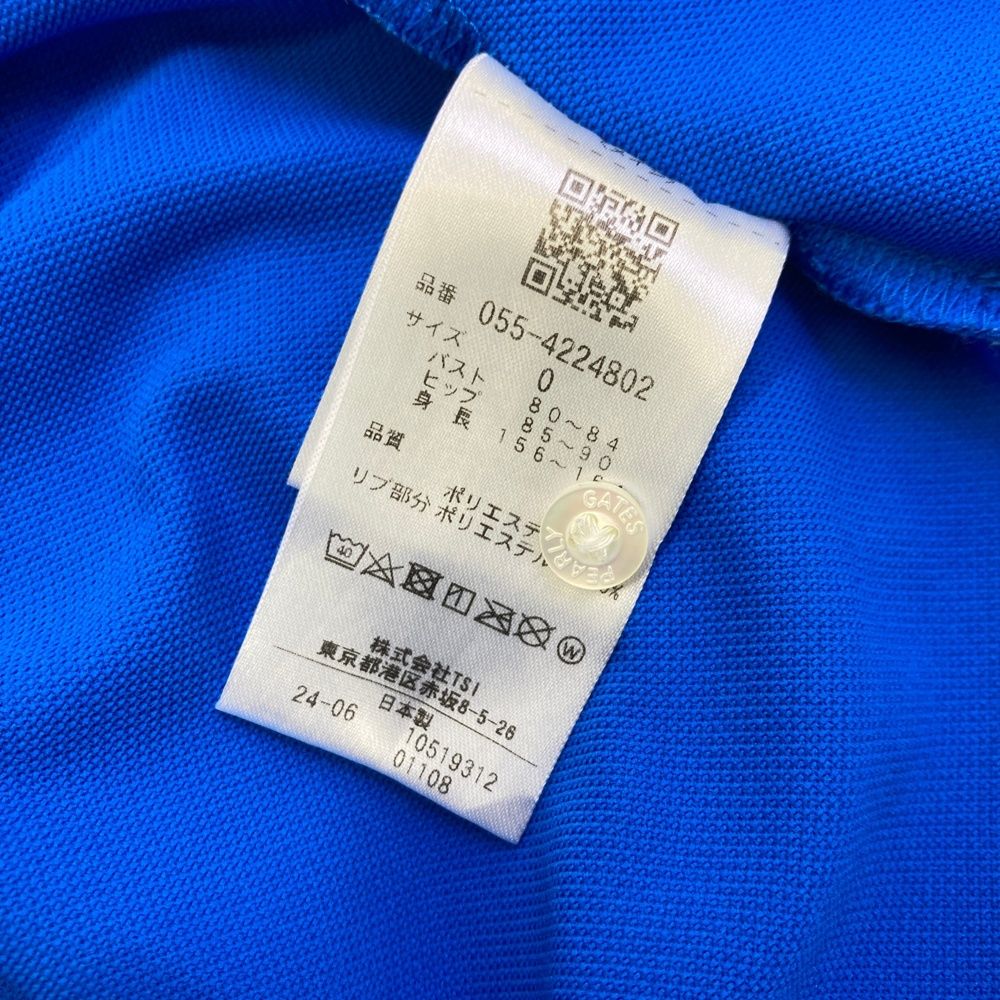 品番 055-4224802
サイズ 0
バスト 80～84
ヒップ 85～90
身長 156～
品質
ポリエステ
リブ部分 ポリエステル
GATES
PEARLY
40
W
株式会社TSI
東京都港区赤坂8-5-26
24-06 日本製
10519312
01108